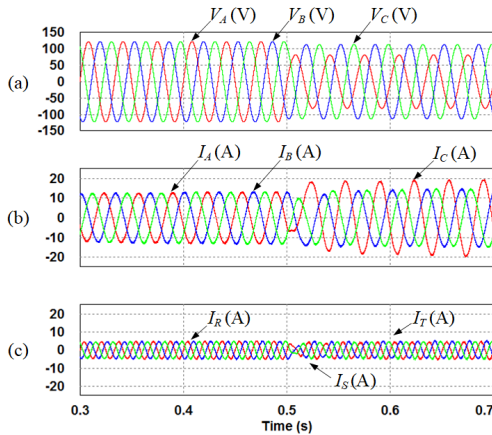 V_A (V) V_B (V) V_C (V)
150
100
50
(a) 0
-50
-100
-150
I_A (A) I_B (A) I_C (A)
20
10
(b) 0
-10
-20
I_R (A) I_T (A)
20
10
(c) 0
-10
-20
I_S (A)
0.3 0.4 0.5 0.6 0.7
Time (s)